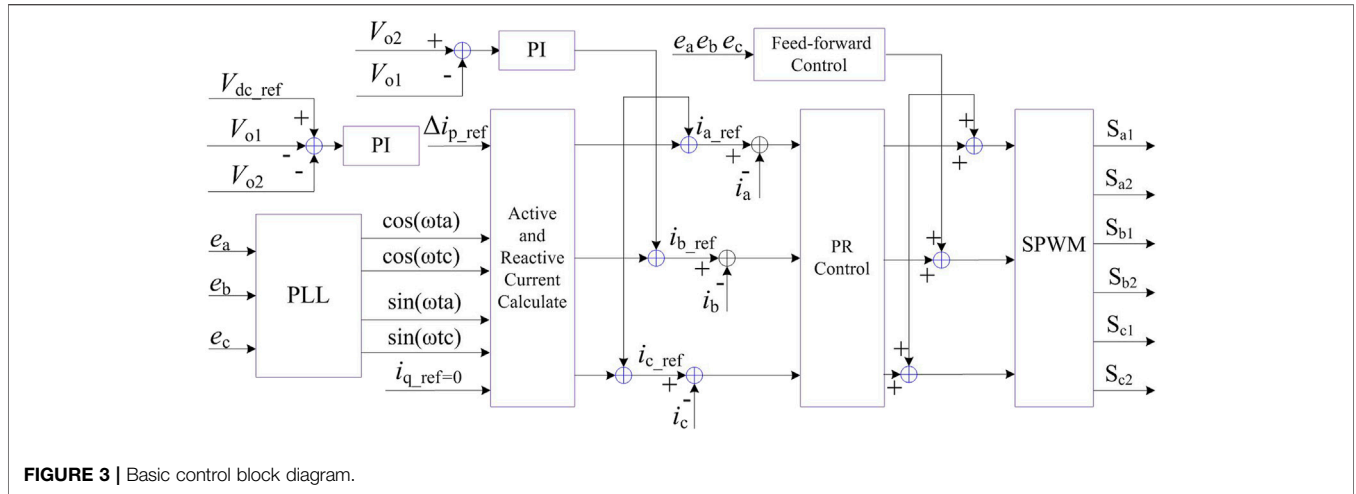 V_o2
+
V_o1
-
PI
e_a e_b e_c
Feed-forward
Control
V_dc_ref
+
V_o1
-
-
V_o2
PI
Δi_p_ref
Active
and
Reactive
Current
Calculate
i_a_ref
+
-
i_a
i_b_ref
+
-
i_b
i_c_ref
+
-
i_c
PR
Control
+
+
+
+
+
+
SPWM
S_a1
S_a2
S_b1
S_b2
S_c1
S_c2
e_a
e_b
e_c
PLL
cos(ωta)
cos(ωtc)
sin(ωta)
sin(ωtc)
i_q_ref=0
FIGURE 3 | Basic control block diagram.